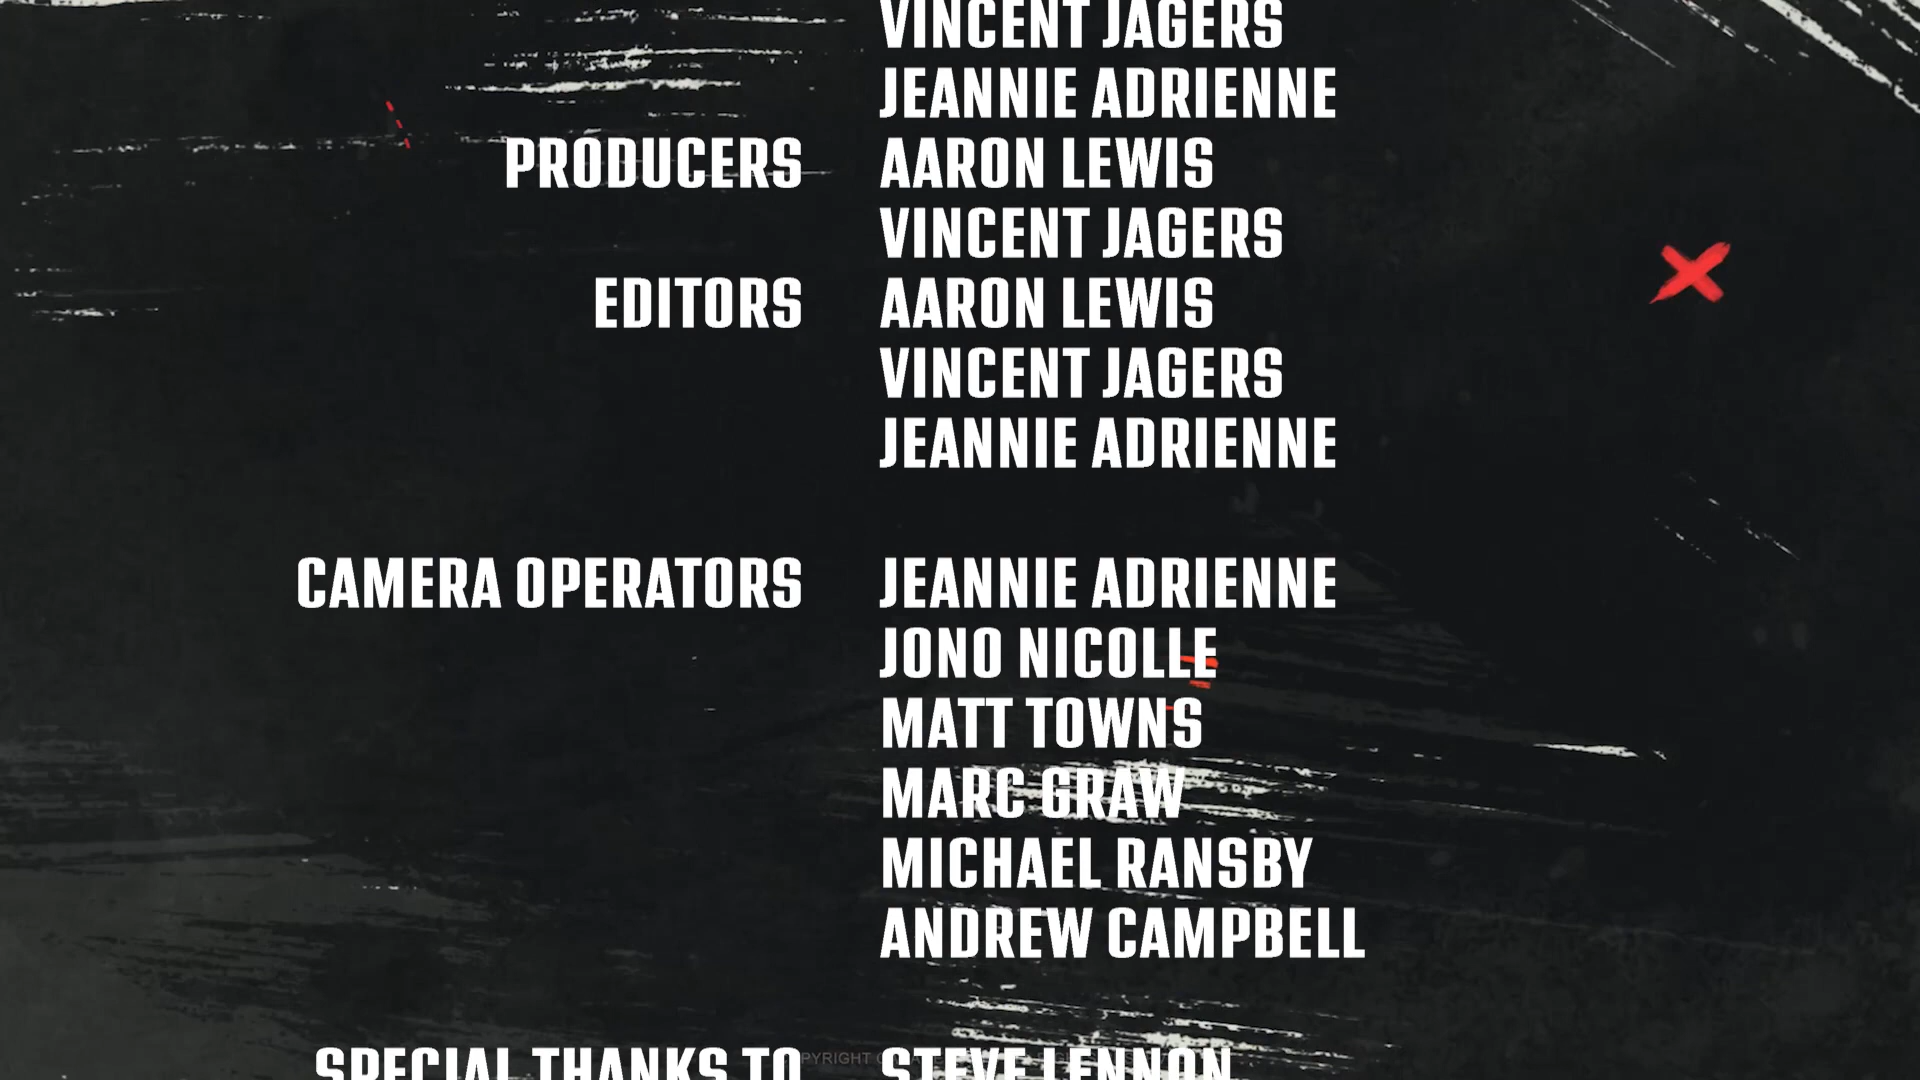 VINCENT JAGERS
JEANNIE ADRIENNE
PRODUCERS AARON LEWIS
VINCENT JAGERS
EDITORS AARON LEWIS
VINCENT JAGERS
JEANNIE ADRIENNE
CAMERA OPERATORS JEANNIE ADRIENNE
JONO NICOLLE
MATT TOWNS
MARC GRAW
MICHAEL RANSBY
ANDREW CAMPBELL
SPECIAL THANKS TO STEVE LENNON